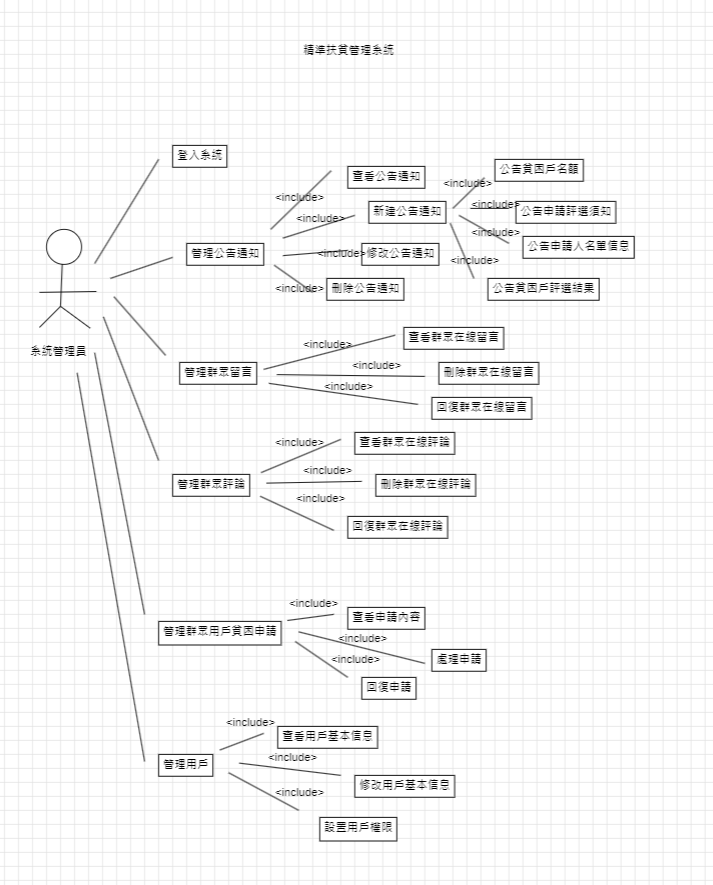 精準扶貧管理系統
登入系統
查看公告通知
公告貧困戶名額
<include>
<include>
新建公告通知
<include>
公告申請評選須知
<include>
<include>
管理公告通知
<include>
修改公告通知
公告申請人名單信息
<include>
<include>
刪除公告通知
公告貧困戶評選結果
系統管理員
<include>
查看群眾在線留言
管理群眾留言
<include>
刪除群眾在線留言
<include>
回復群眾在線留言
<include>
查看群眾在線評論
管理群眾評論
<include>
刪除群眾在線評論
<include>
回復群眾在線評論
<include>
查看申請內容
管理群眾用戶貧困申請
<include>
處理申請
<include>
回復申請
<include>
查看用戶基本信息
管理用戶
<include>
修改用戶基本信息
<include>
設置用戶權限